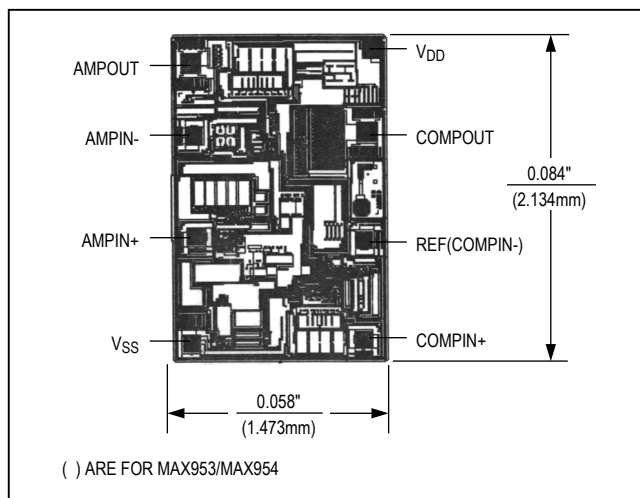 AMPOUT
AMPIN-
AMPIN+
VSS
VDD
COMPOUT
REF(COMPIN-)
COMPIN+
0.084"
(2.134mm)
0.058"
(1.473mm)
( ) ARE FOR MAX953/MAX954